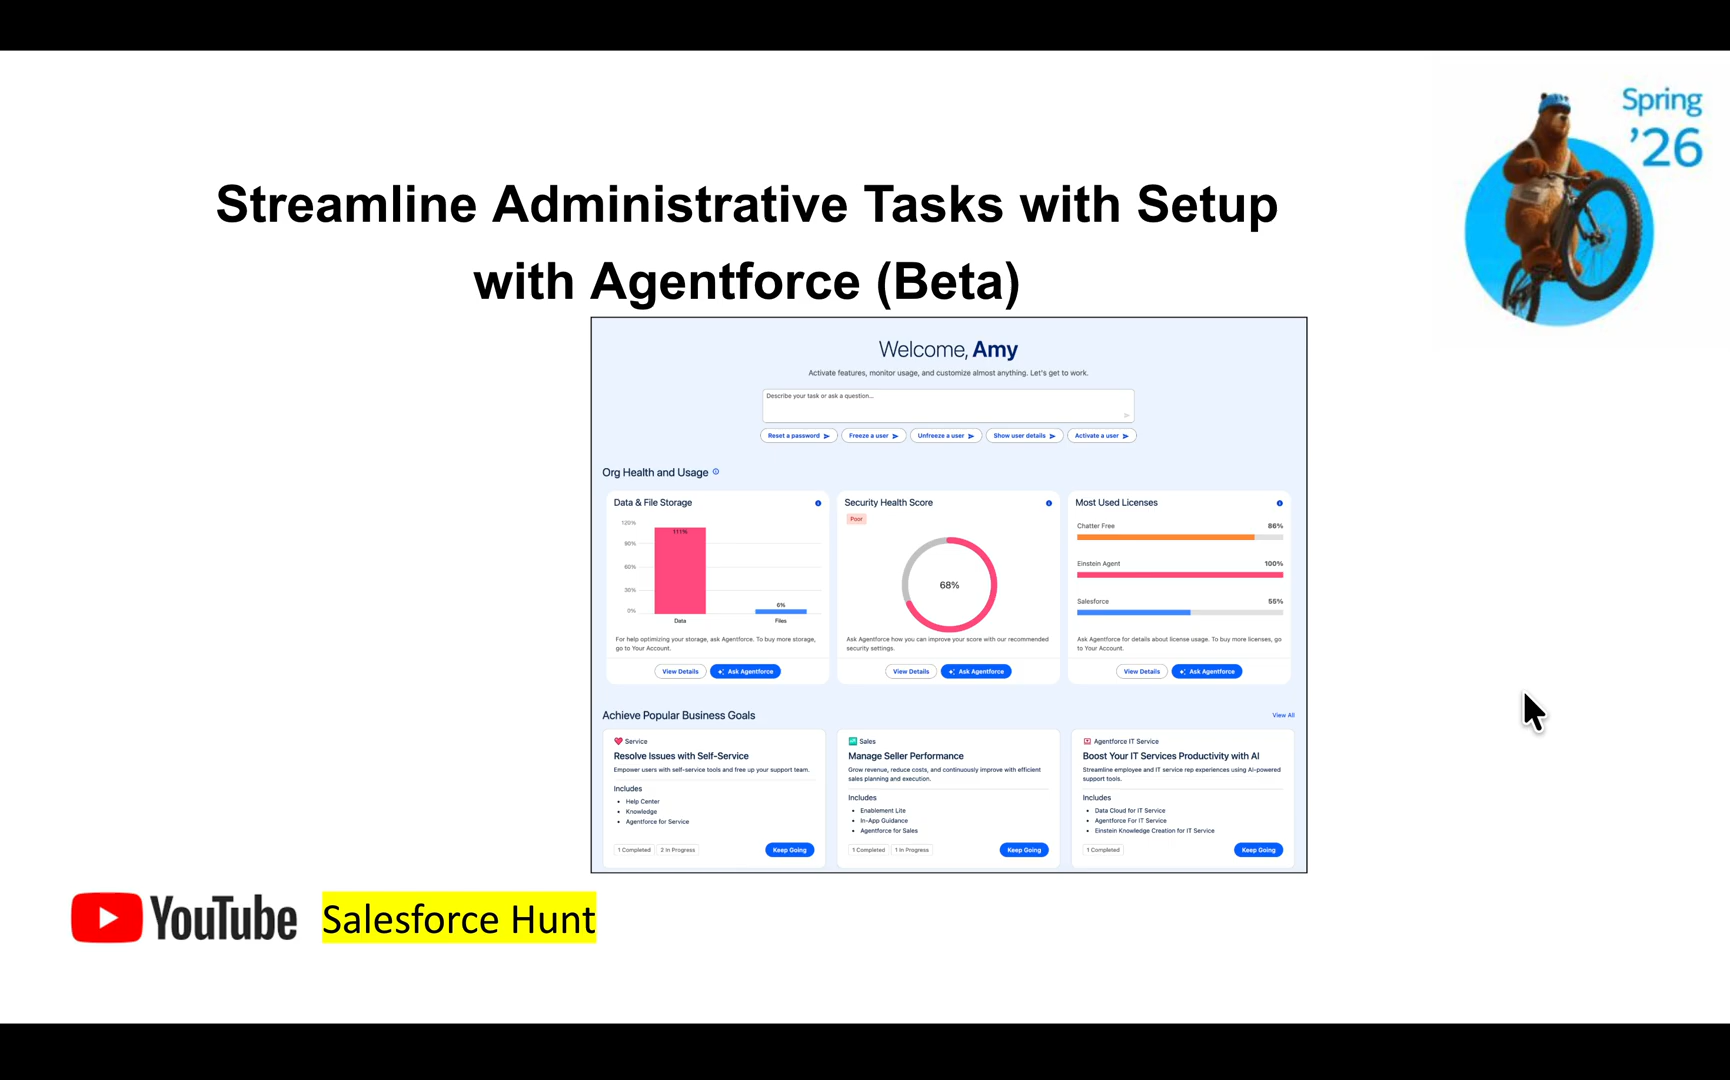 Spring
'26
Streamline Administrative Tasks with Setup
with Agentforce (Beta)
Welcome, Amy
Activate features, monitor usage, and customize almost anything. Let's get to work.
Describe your task or ask a question...
Reset a password
Freeze a user
Unfreeze a user
Show user details
Activate a user
Org Health and Usage
Data & File Storage
120%
90%
60%
30%
0%
111%
6%
Data
Files
For help optimizing your storage, ask Agentforce. To buy more storage,
go to Your Account.
View Details
Ask Agentforce
Security Health Score
Poor
68%
Ask Agentforce how you can improve your score with our recommended
security settings.
View Details
Ask Agentforce
Most Used Licenses
Chatter Free 86%
Einstein Agent 100%
Salesforce 55%
Ask Agentforce for details about license usage. To buy more licenses, go
to Your Account.
View Details
Ask Agentforce
Achieve Popular Business Goals
View All
Service
Resolve Issues with Self-Service
Empower users with self-service tools and free up your support team.
Includes
• Help Center
• Knowledge
• Agentforce for Service
1 Completed
2 In Progress
Keep Going
Sales
Manage Seller Performance
Grow revenue, reduce costs, and continuously improve with efficient
sales planning and execution.
Includes
• Enablement Lite
• In-App Guidance
• Agentforce for Sales
1 Completed
1 In Progress
Keep Going
Agentforce IT Service
Boost Your IT Services Productivity with AI
Streamline employee and IT service rep experiences using AI-powered
support tools.
Includes
• Data Cloud for IT Service
• Agentforce For IT Service
• Einstein Knowledge Creation for IT Service
1 Completed
Keep Going
YouTube
Salesforce Hunt